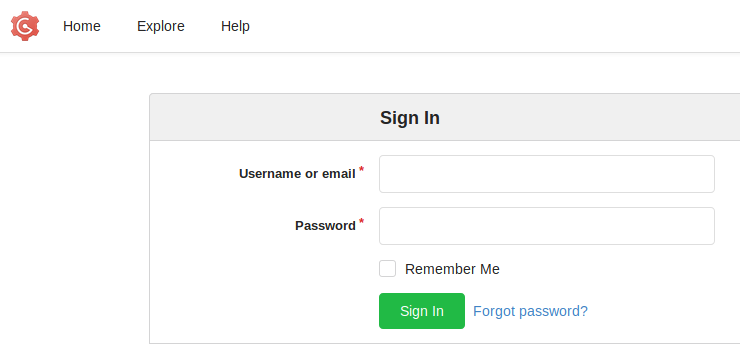 Home Explore Help
Sign In
Username or email *
Password *
Remember Me
Sign In Forgot password?